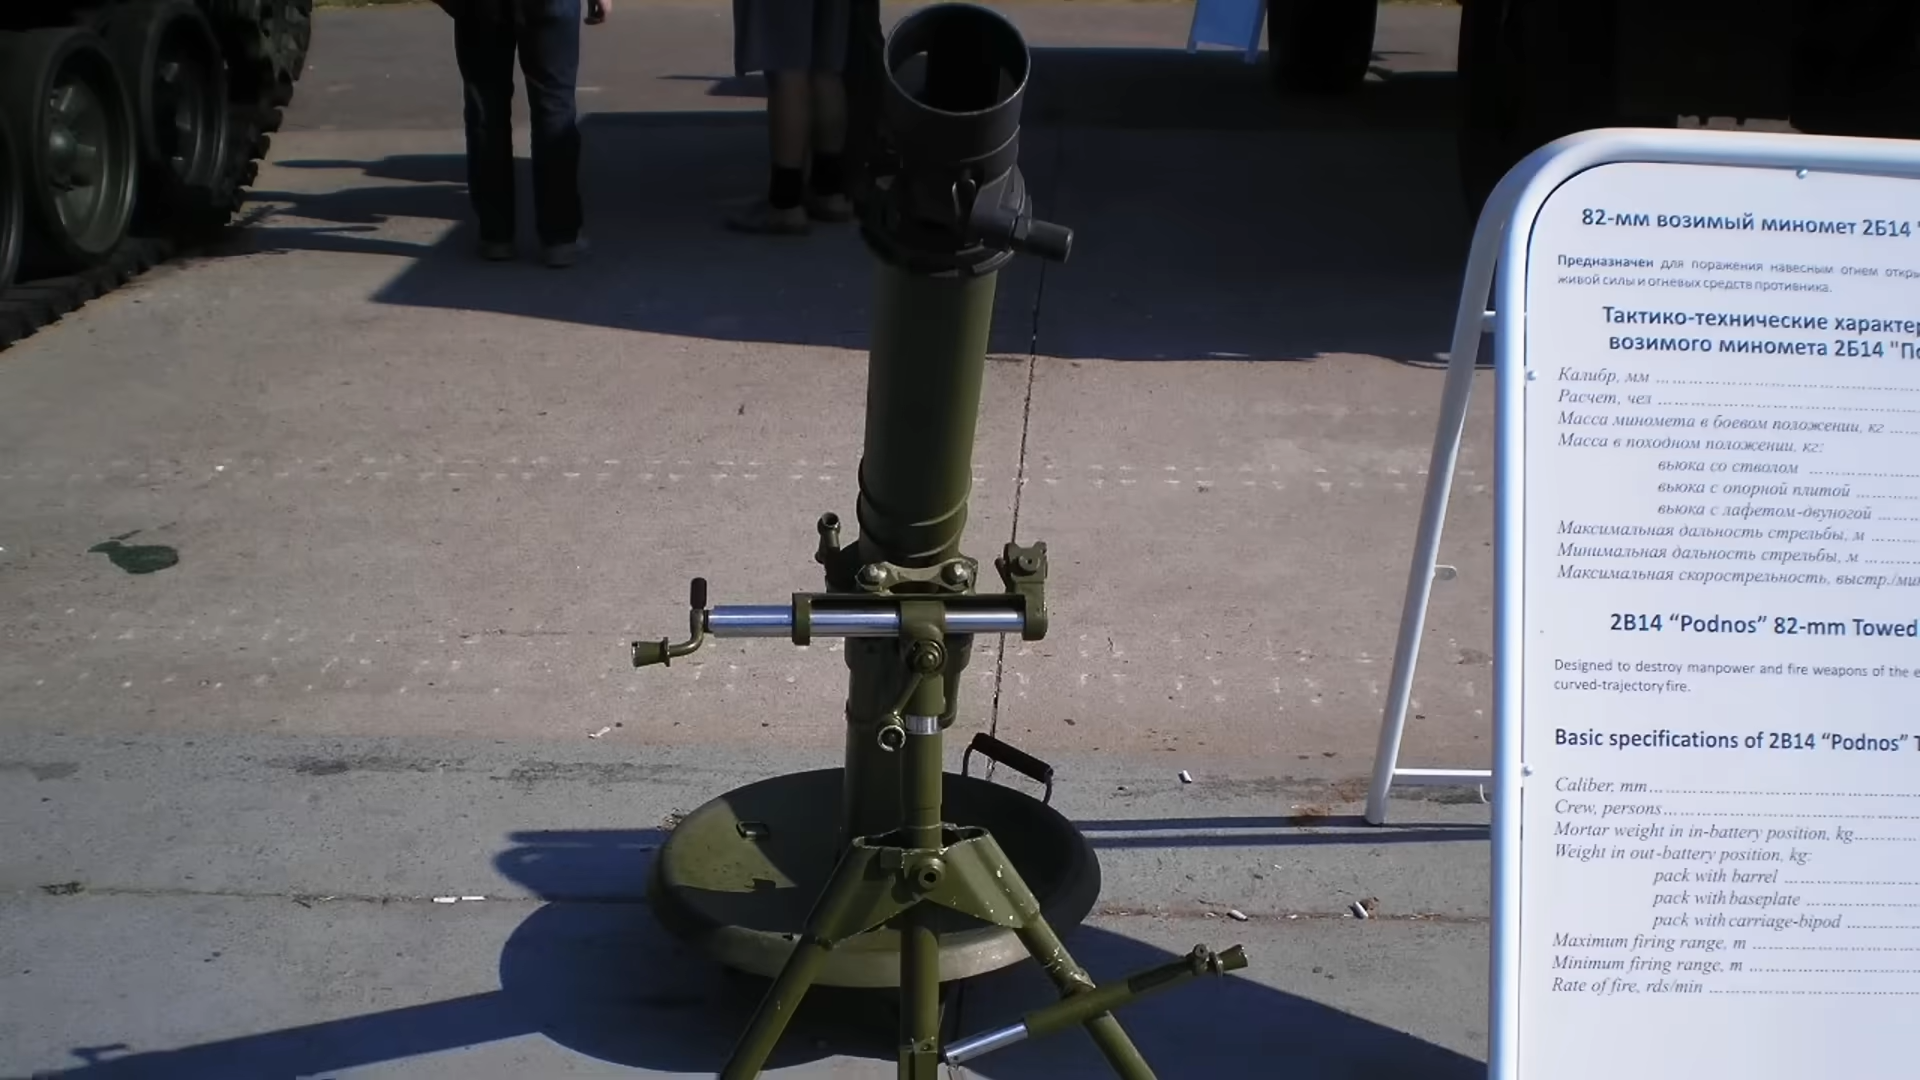 82-мм возимый миномет 2Б14 "
Предназначен для поражения навесным огнем откры
живой силы и огневых средств противника.
Тактико-технические характер
возимого миномета 2Б14 "По
Калибр, мм ........................
Расчет, чел ........................
Масса миномета в боевом положении, кг .....
Масса в походном положении, кг:
вьюка со стволом ...................
вьюка с опорной плитой ...........
вьюка с лафетом-двуногой .......
Максимальная дальность стрельбы, м ........
Минимальная дальность стрельбы, м .........
Максимальная скорострельность, выстр./мин
2B14 “Podnos” 82-mm Towed
Designed to destroy manpower and fire weapons of the e
curved-trajectory fire.
Basic specifications of 2B14 “Podnos” T
Caliber, mm........................
Crew, persons........................
Mortar weight in in-battery position, kg...........
Weight in out-battery position, kg:
pack with barrel ........................
pack with baseplate ....................
pack with carriage-bipod .............
Maximum firing range, m ........................
Minimum firing range, m ........................
Rate of fire, rds/min ........................